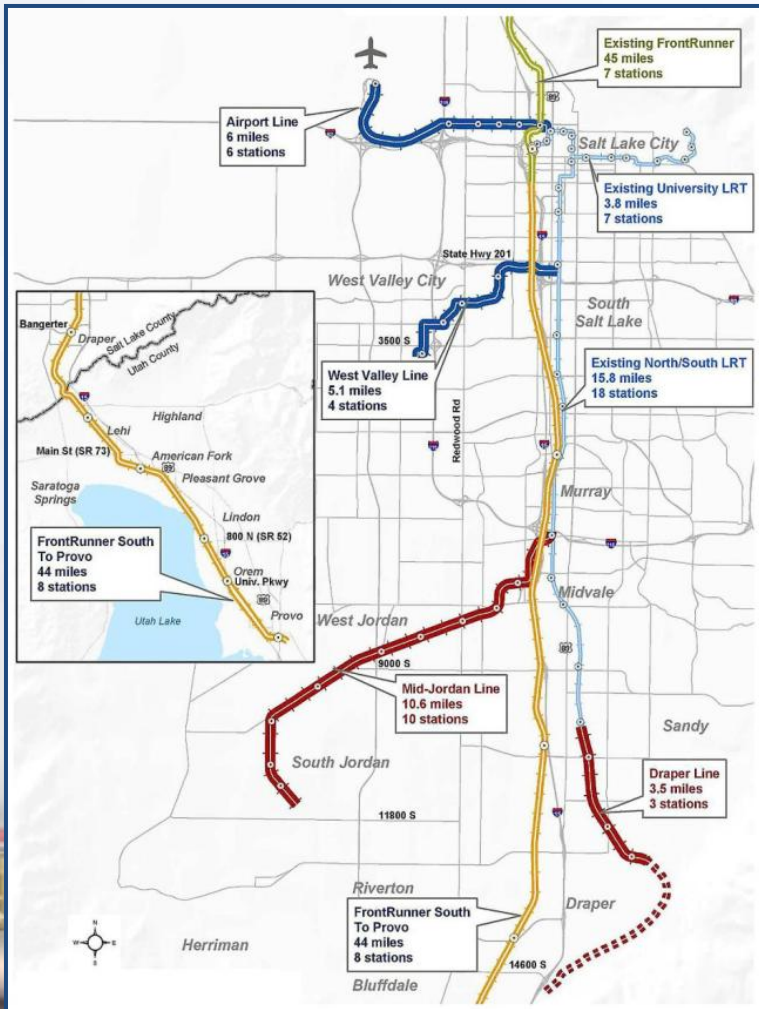 Existing FrontRunner
45 miles
7 stations
Airport Line
6 miles
6 stations
Salt Lake City
Existing University LRT
3.8 miles
7 stations
State Hwy 201
West Valley City
South
Salt Lake
3500 S
West Valley Line
5.1 miles
4 stations
Existing North/South LRT
15.8 miles
18 stations
Redwood Rd
Bangerter
Draper
Salt Lake County
Utah County
Lehi
Highland
Main St (SR 73)
American Fork
89
Pleasant Grove
Saratoga
Springs
Lindon
800 N (SR 52)
FrontRunner South
To Provo
44 miles
8 stations
Orem
Univ. Pkwy
Provo
Utah Lake
Murray
Midvale
West Jordan
9000 S
89
Mid-Jordan Line
10.6 miles
10 stations
Sandy
South Jordan
Draper Line
3.5 miles
3 stations
11800 S
Riverton
Draper
FrontRunner South
To Provo
44 miles
8 stations
Herriman
14600 S
Bluffdale
N
W E
S